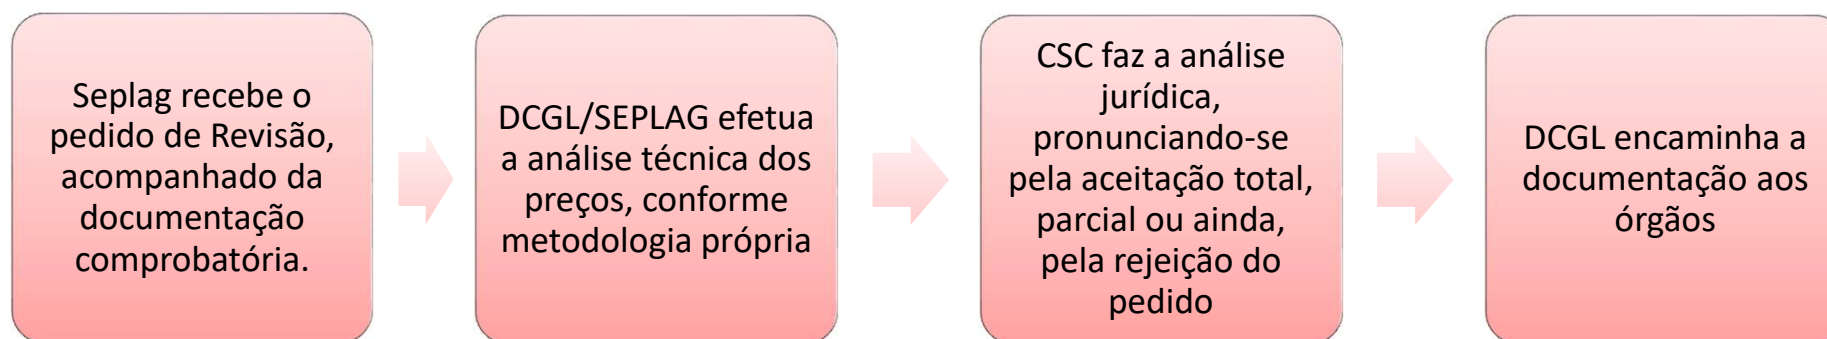 Seplag recebe o
pedido de Revisão,
acompanhado da
documentação
comprobatória.
DCGL/SEPLAG efetua
a análise técnica dos
preços, conforme
metodologia própria
CSC faz a análise
jurídica,
pronunciando-se
pela aceitação total,
parcial ou ainda,
pela rejeição do
pedido
DCGL encaminha a
documentação aos
órgãos